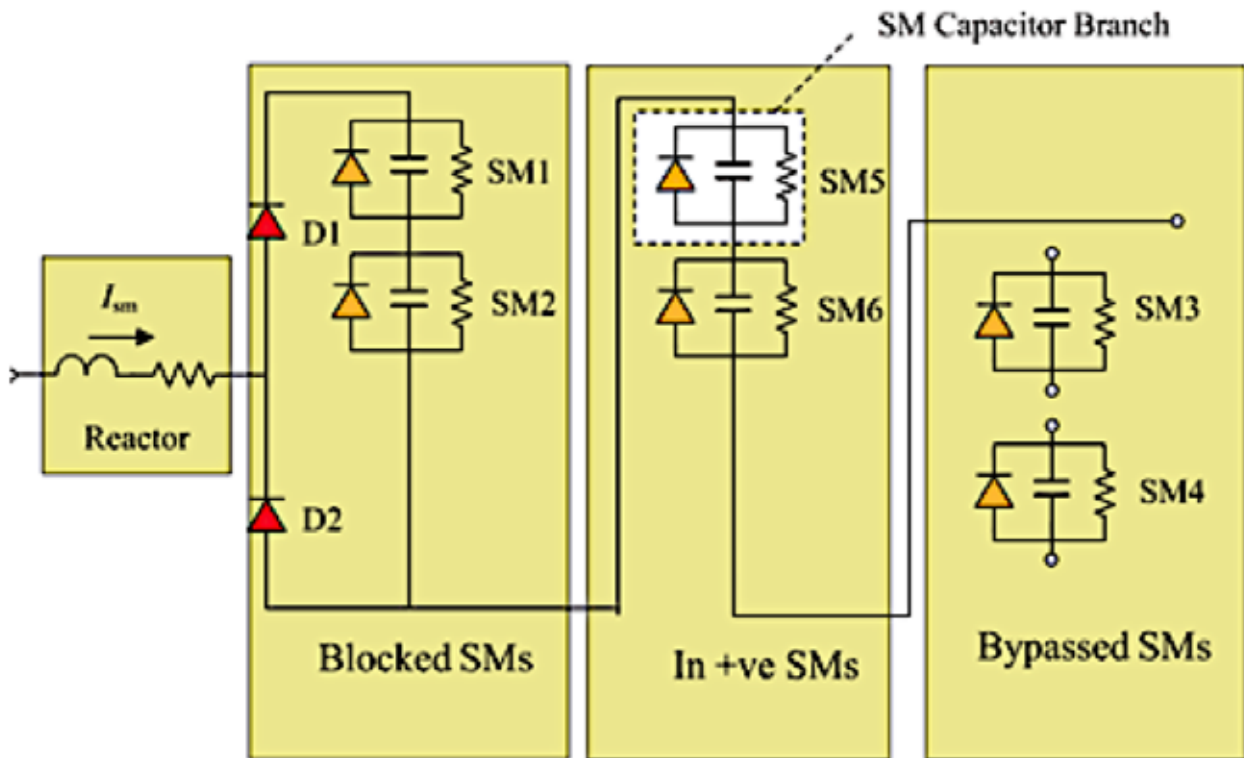 SM Capacitor Branch
SM1
SM5
D1
I_sm
SM2
SM6
SM3
Reactor
SM4
D2
Blocked SMs
In +ve SMs
Bypassed SMs